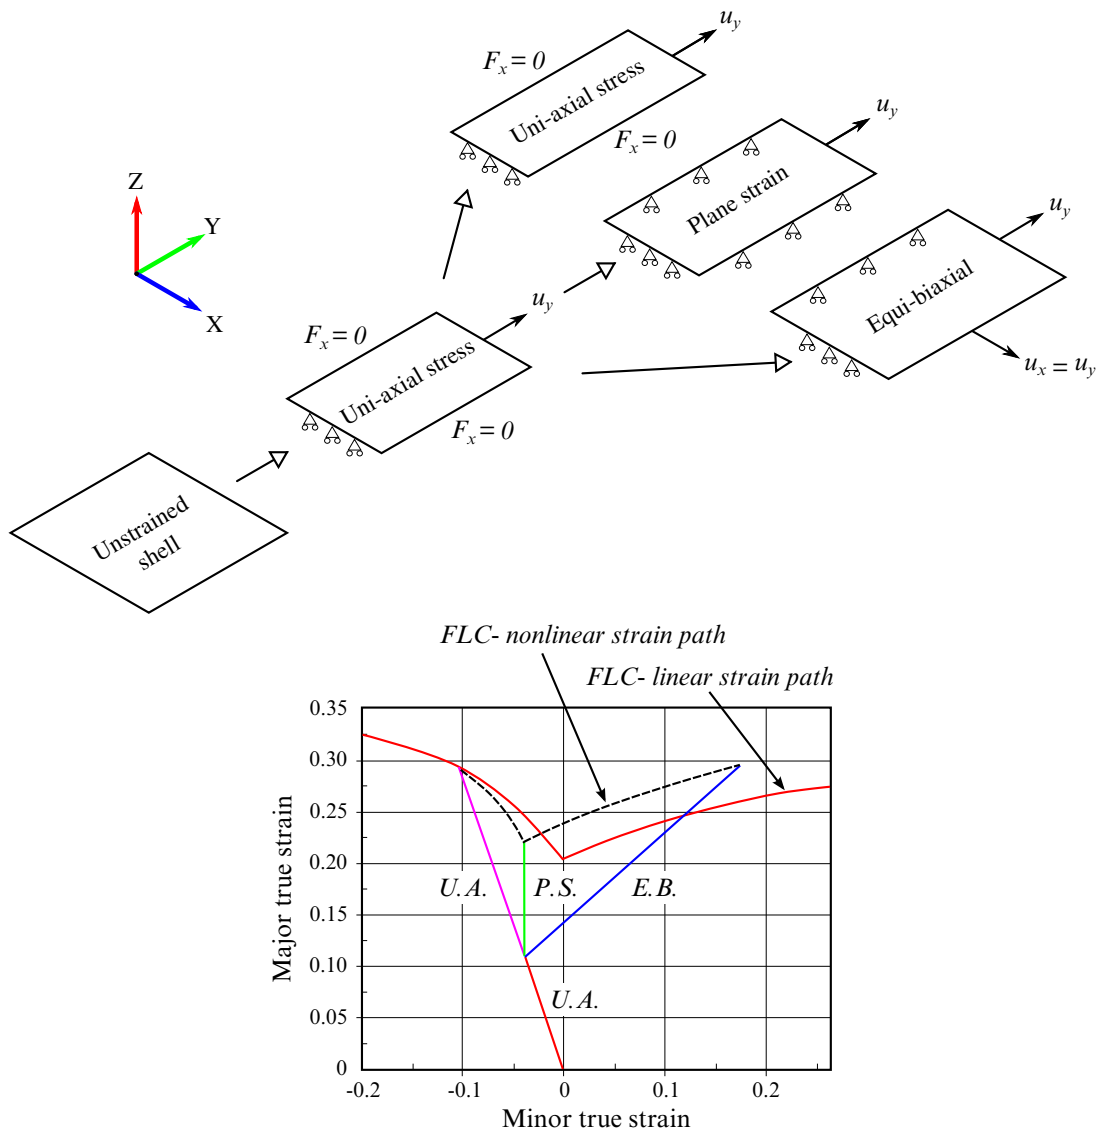 u_y
F_x = 0
Uni-axial stress
F_x = 0
u_y
Plane strain
Z
Y
X
u_y
Equi-biaxial
u_x = u_y
u_y
F_x = 0
Uni-axial stress
F_x = 0
Unstrained
shell
FLC- nonlinear strain path
FLC- linear strain path
0.35
0.30
0.25
0.20
0.15
0.10
0.05
0
Major true strain
U.A.
P.S.
E.B.
U.A.
-0.2
-0.1
0
0.1
0.2
Minor true strain